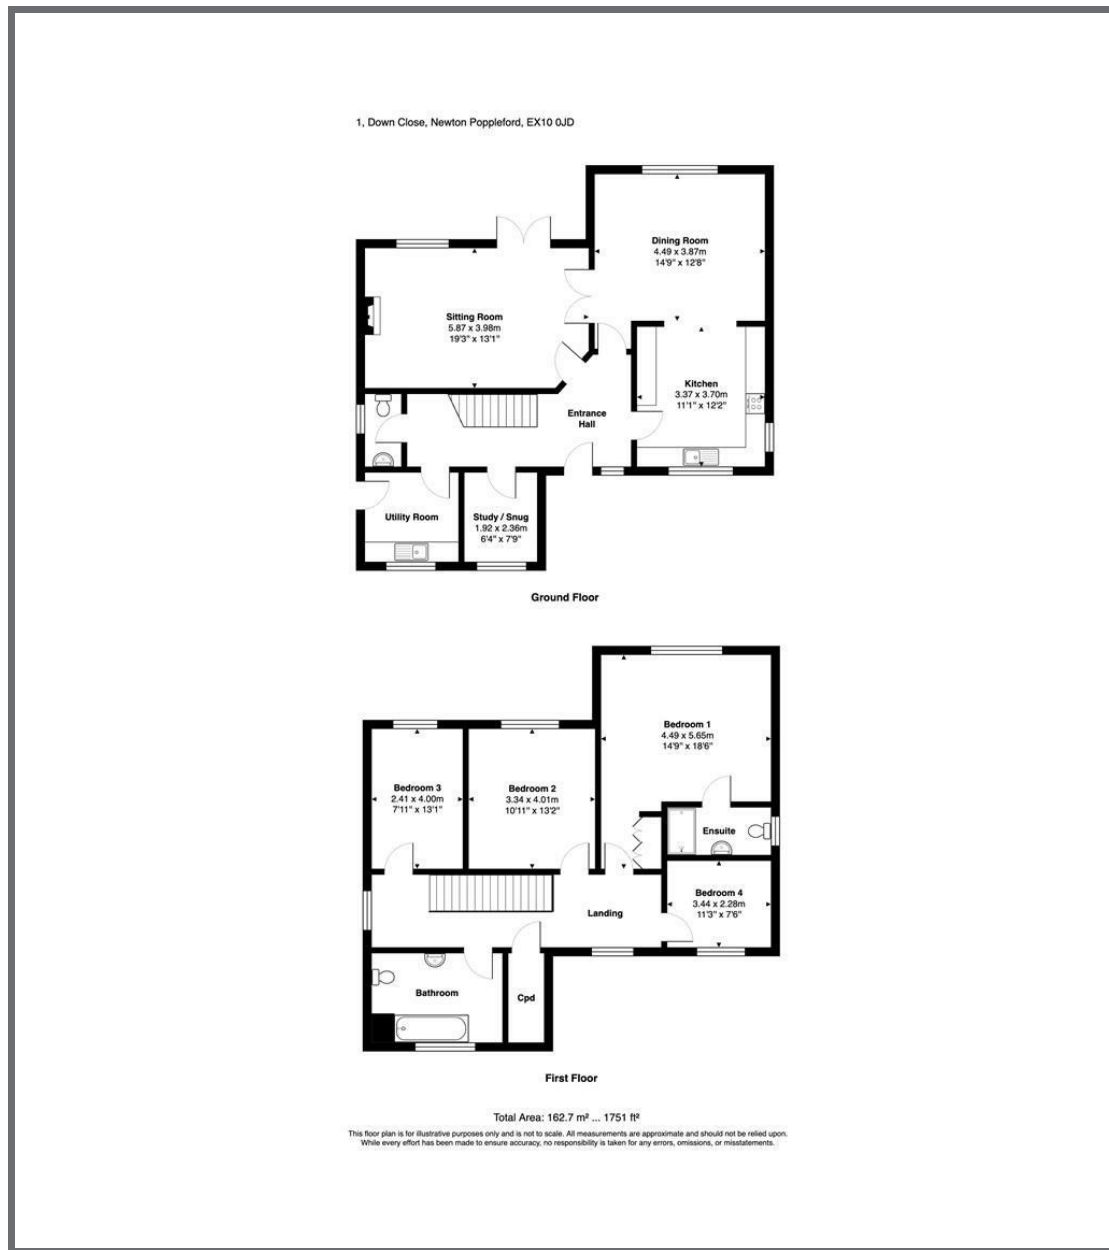 1, Down Close, Newton Poppleford, EX10 0JD
Dining Room
4.49 x 3.87m
14'9" x 12'8"
Sitting Room
5.87 x 3.98m
19'3" x 13'1"
Kitchen
3.37 x 3.70m
11'1" x 12'2"
Entrance
Hall
Utility Room
Study / Snug
1.92 x 2.36m
6'4" x 7'9"
Ground Floor
Bedroom 1
4.49 x 5.65m
14'9" x 18'6"
Bedroom 3
2.41 x 4.00m
7'11" x 13'1"
Bedroom 2
3.34 x 4.01m
10'11" x 13'2"
Ensuite
Bedroom 4
3.44 x 2.28m
11'3" x 7'6"
Landing
Bathroom
Cpd
First Floor
Total Area: 162.7 m² ... 1751 ft²
This floor plan is for illustrative purposes only and is not to scale. All measurements are approximate and should not be relied upon.
While every effort has been made to ensure accuracy, no responsibility is taken for any errors, omissions, or misstatements.